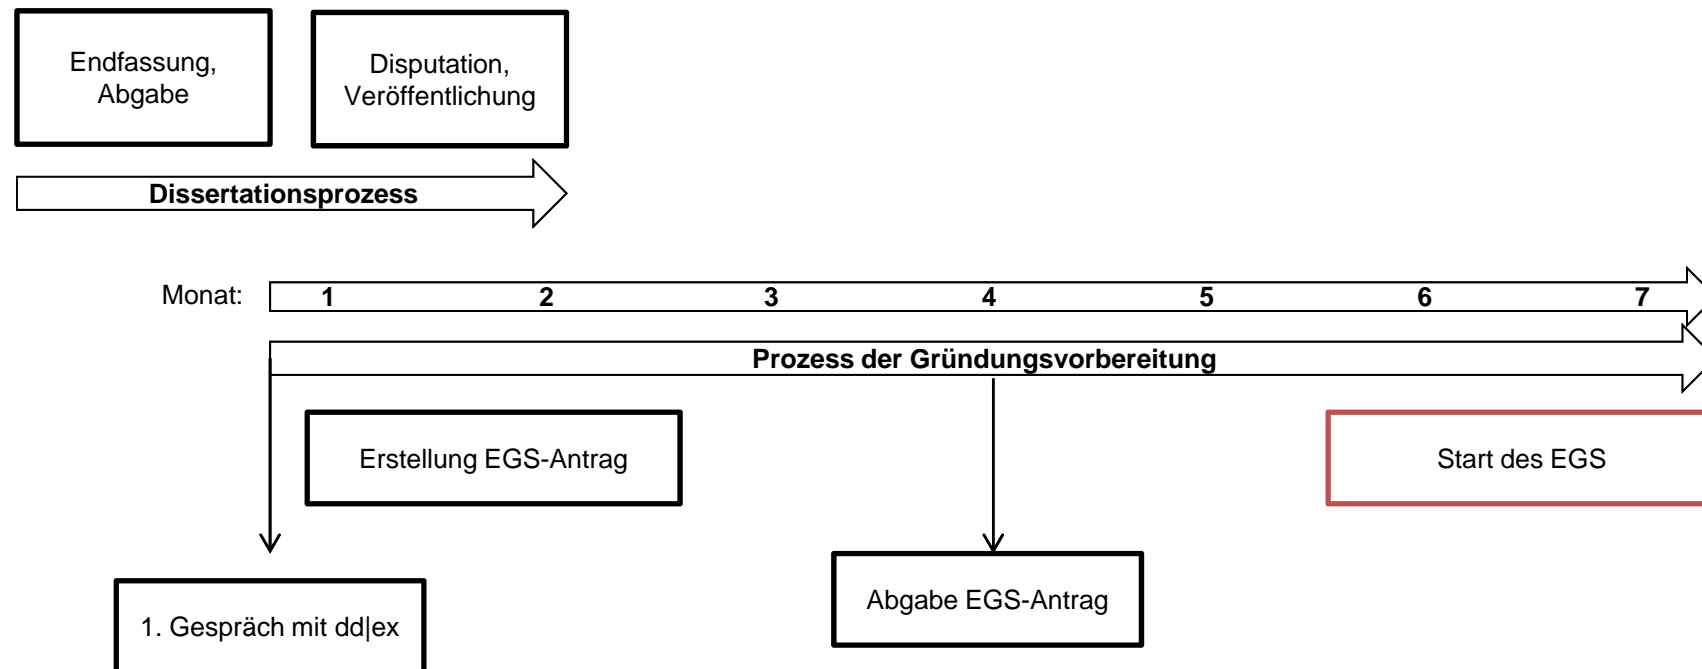 Endfassung,
Abgabe
Disputation,
Veröffentlichung
Dissertationsprozess
Monat: 1 2 3 4 5 6 7
Prozess der Gründungsvorbereitung
Erstellung EGS-Antrag
Start des EGS
Abgabe EGS-Antrag
1. Gespräch mit dd|ex